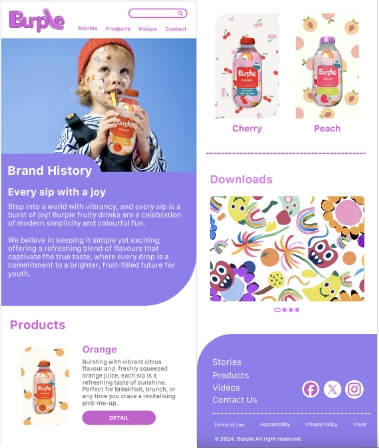 Burple
Stories Products Videos Contact
Brand History
Every sip with a joy
Step into a world with vibrancy, and every sip is a
burst of joy! Burple fruity drinks are a celebration
of modern simplicity and colourful fun.
We believe in keeping it simple yet exciting,
offering a refreshing blend of flavours that
captivate the true taste, where every drop is a
commitment to a brighter, fruit-filled future for
youth.
Products
Orange
Bursting with vibrant citrus
flavour and freshly squeezed
orange juice, each sip is a
refreshing taste of sunshine.
Perfect for breakfast, brunch, or
any time you crave a revitalising
pick-me-up.
DETAIL
Burple
Burple
Burple
Burple
Cherry Peach
Downloads
Stories
Products
Videos
Contact Us
Terms of use Accessibility Privacy Policy Press
© 2024, Burple All right reserved.